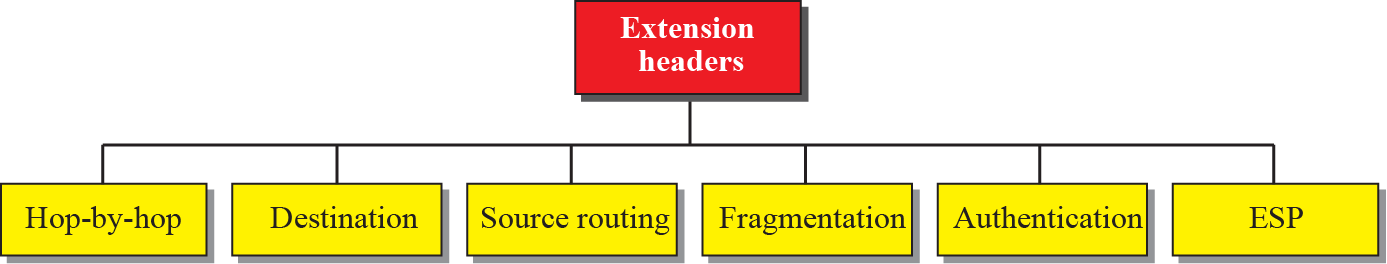 Extension
headers
Hop-by-hop
Destination
Source routing
Fragmentation
Authentication
ESP